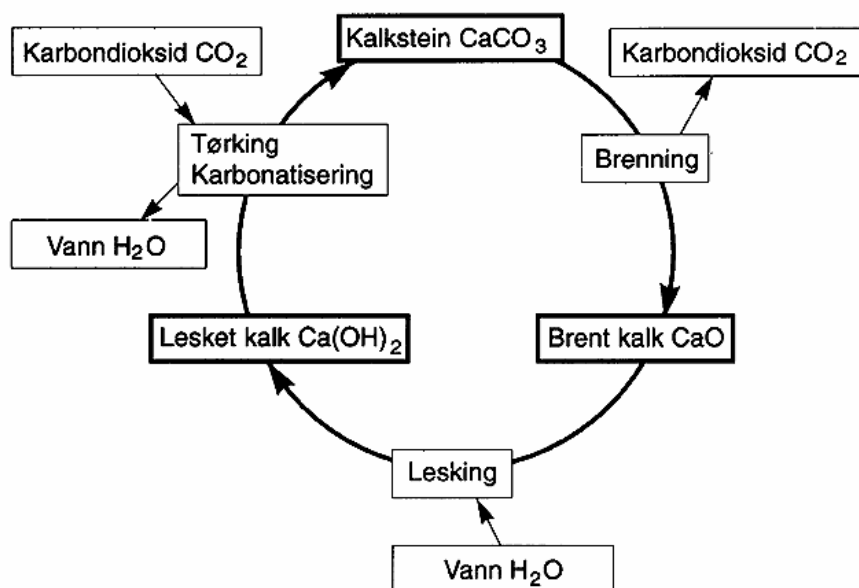 Kalkstein CaCO₃
Karbondioksid CO₂
Karbondioksid CO₂
Tørking
Karbonatisering
Brenning
Vann H₂O
Lesket kalk Ca(OH)₂
Brent kalk CaO
Lesking
Vann H₂O